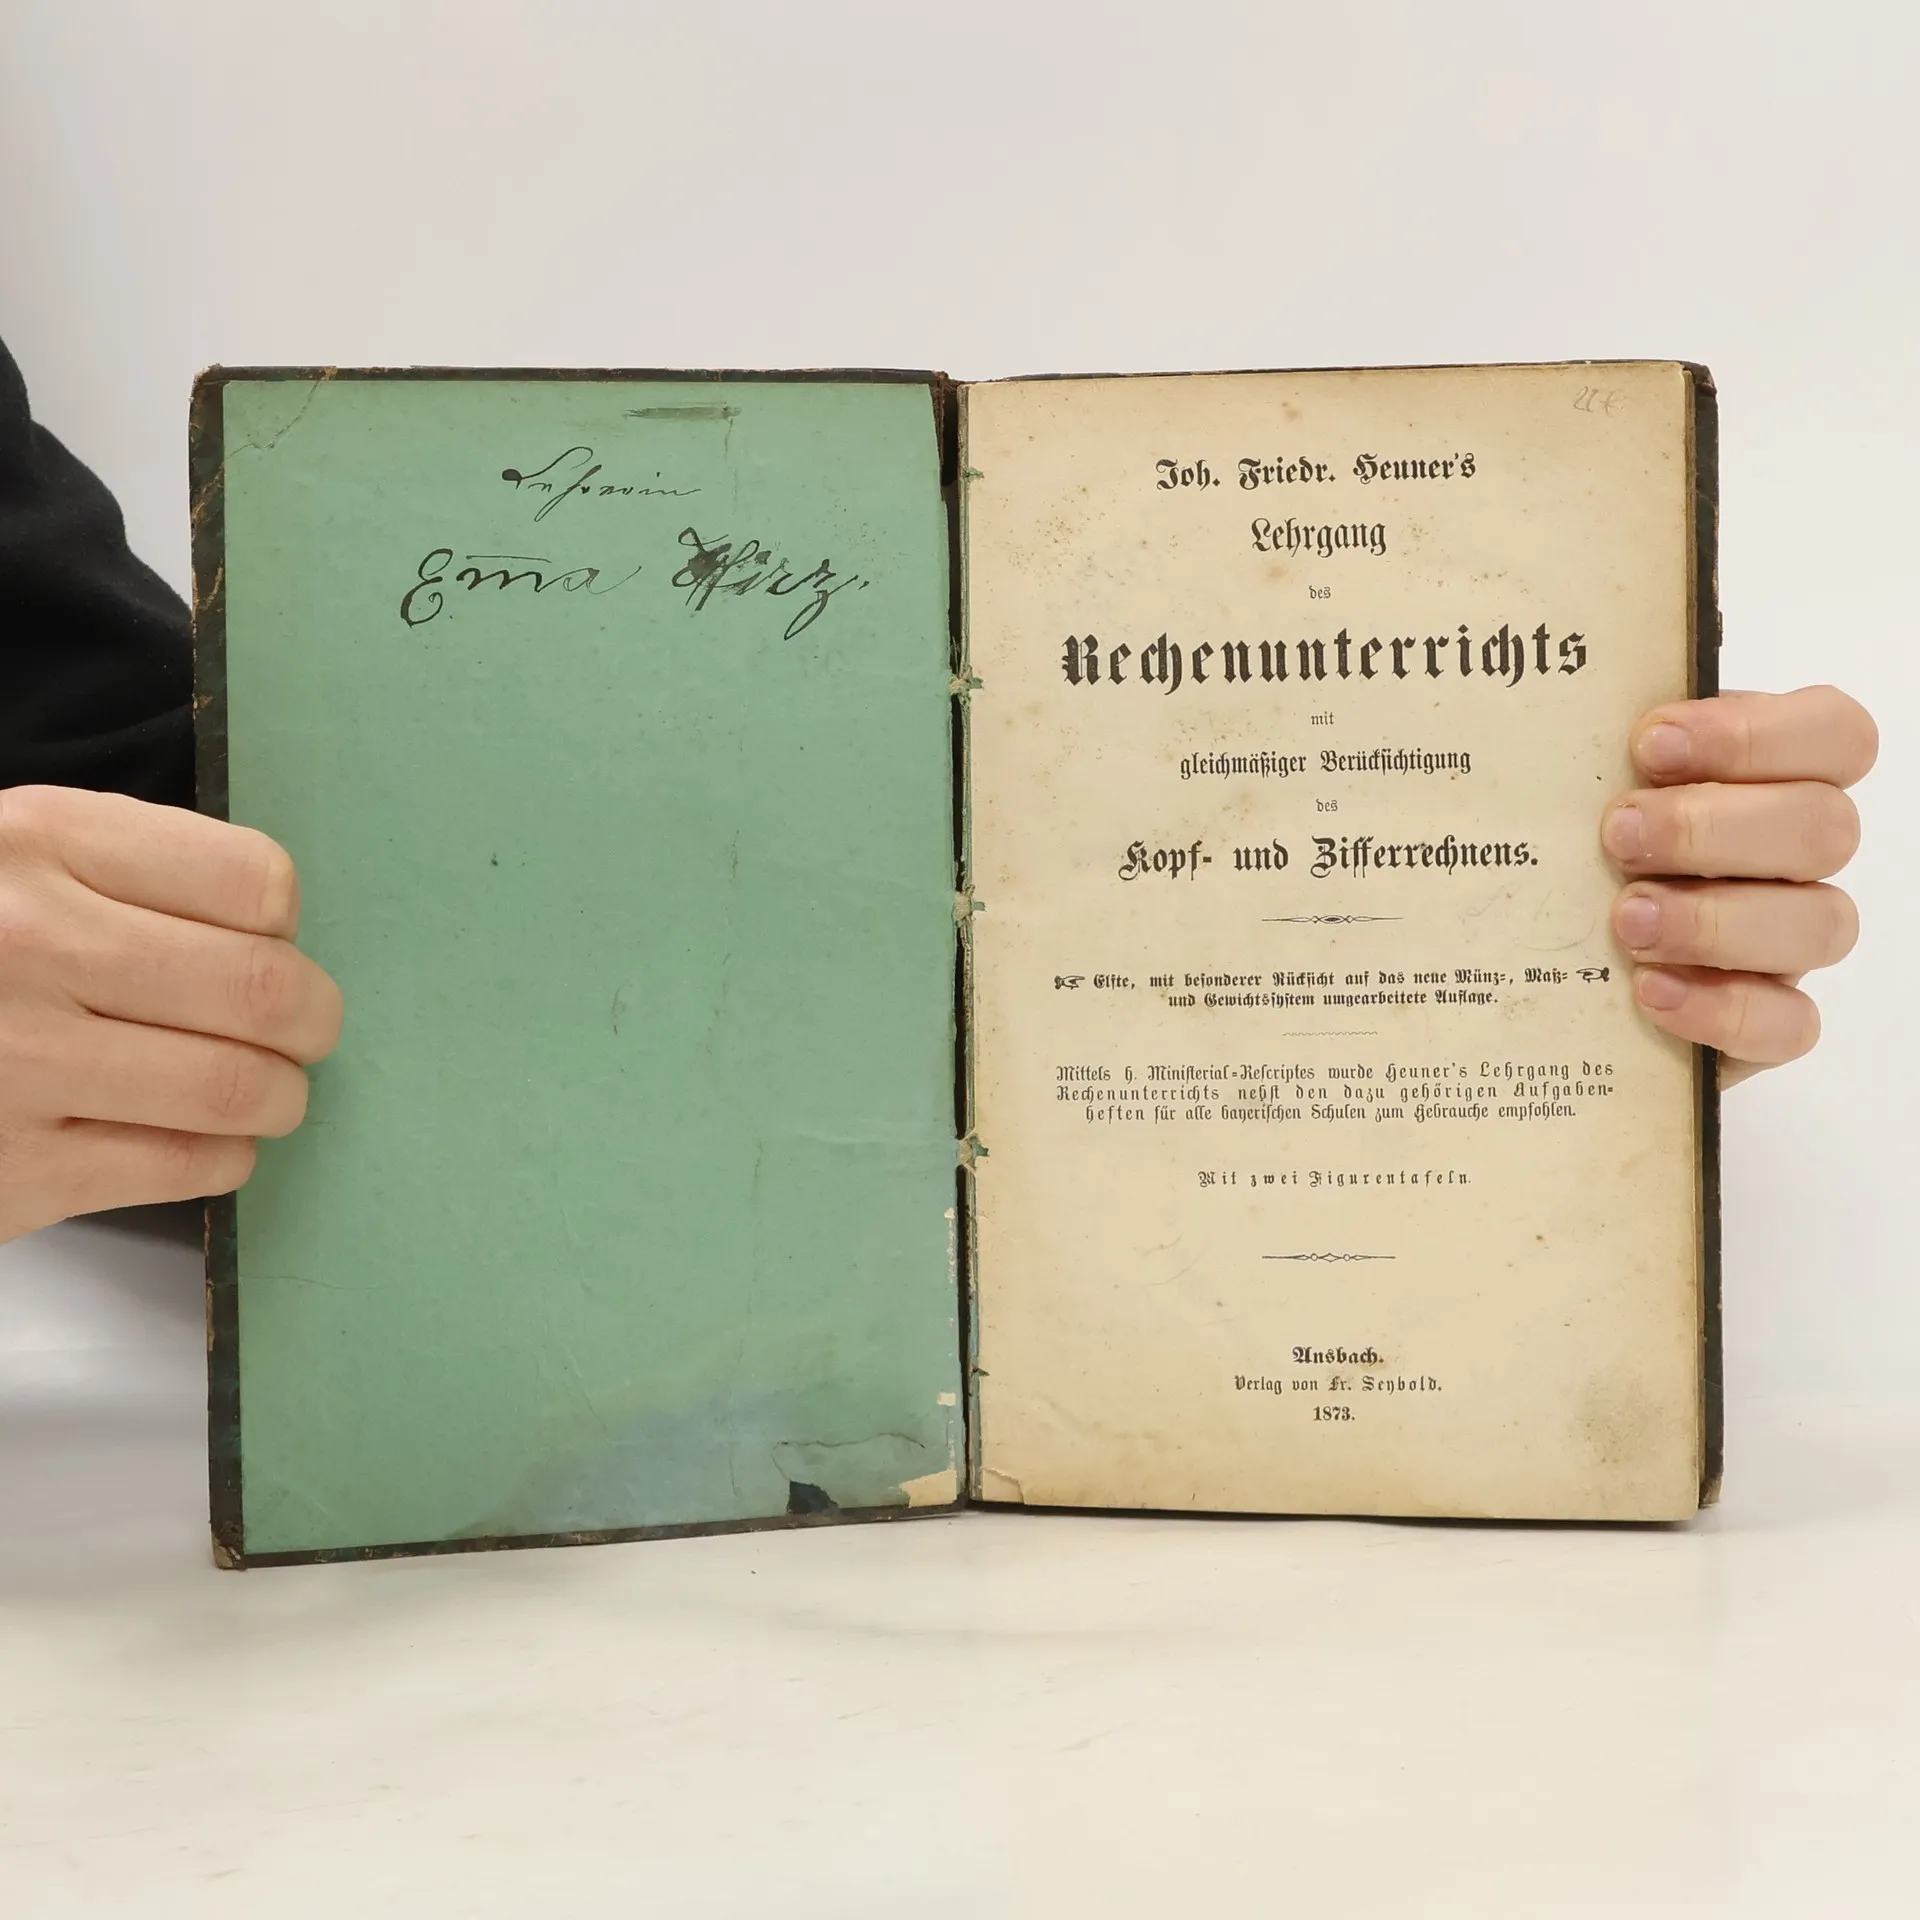 Lehrerin
Em̅a
Joh. Friedr. Heuner's
Lehrgang
des
Rechenunterrichts
mit
gleichmäßiger Berücksichtigung
des
Kopf- und Zifferrechnens.
Elfte, mit besonderer Rücksicht auf das neue Münz-, Maß-
und Gewichtssystem umgearbeitete Auflage.
Mittels h. Ministerial-Rescriptes wurde Heuner's Lehrgang des
Rechenunterrichts nebst den dazu gehörigen Aufgaben-
heften für alle bayerischen Schulen zum Gebrauche empfohlen.
Mit zwei Figurentafeln.
Ansbach.
Verlag von Fr. Seybold.
1873.